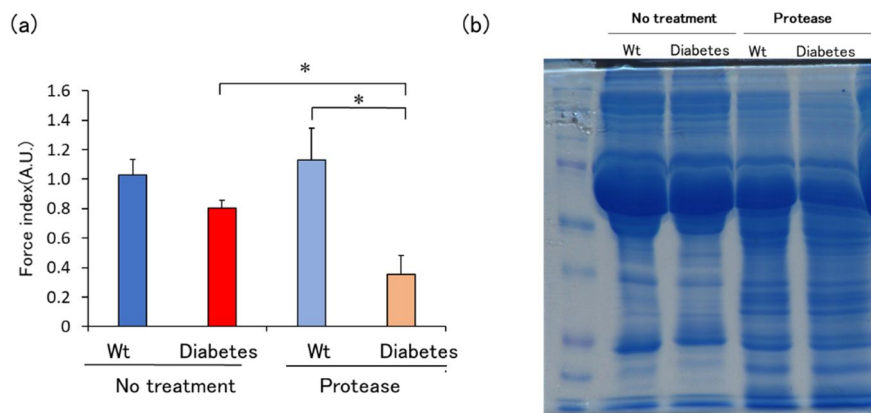 (a)
*
*
Force index(A.U.)
1.6
1.4
1.2
1.0
0.8
0.6
0.4
0.2
0
Wt Diabetes Wt Diabetes
No treatment Protease
(b)
No treatment Protease
Wt Diabetes Wt Diabetes